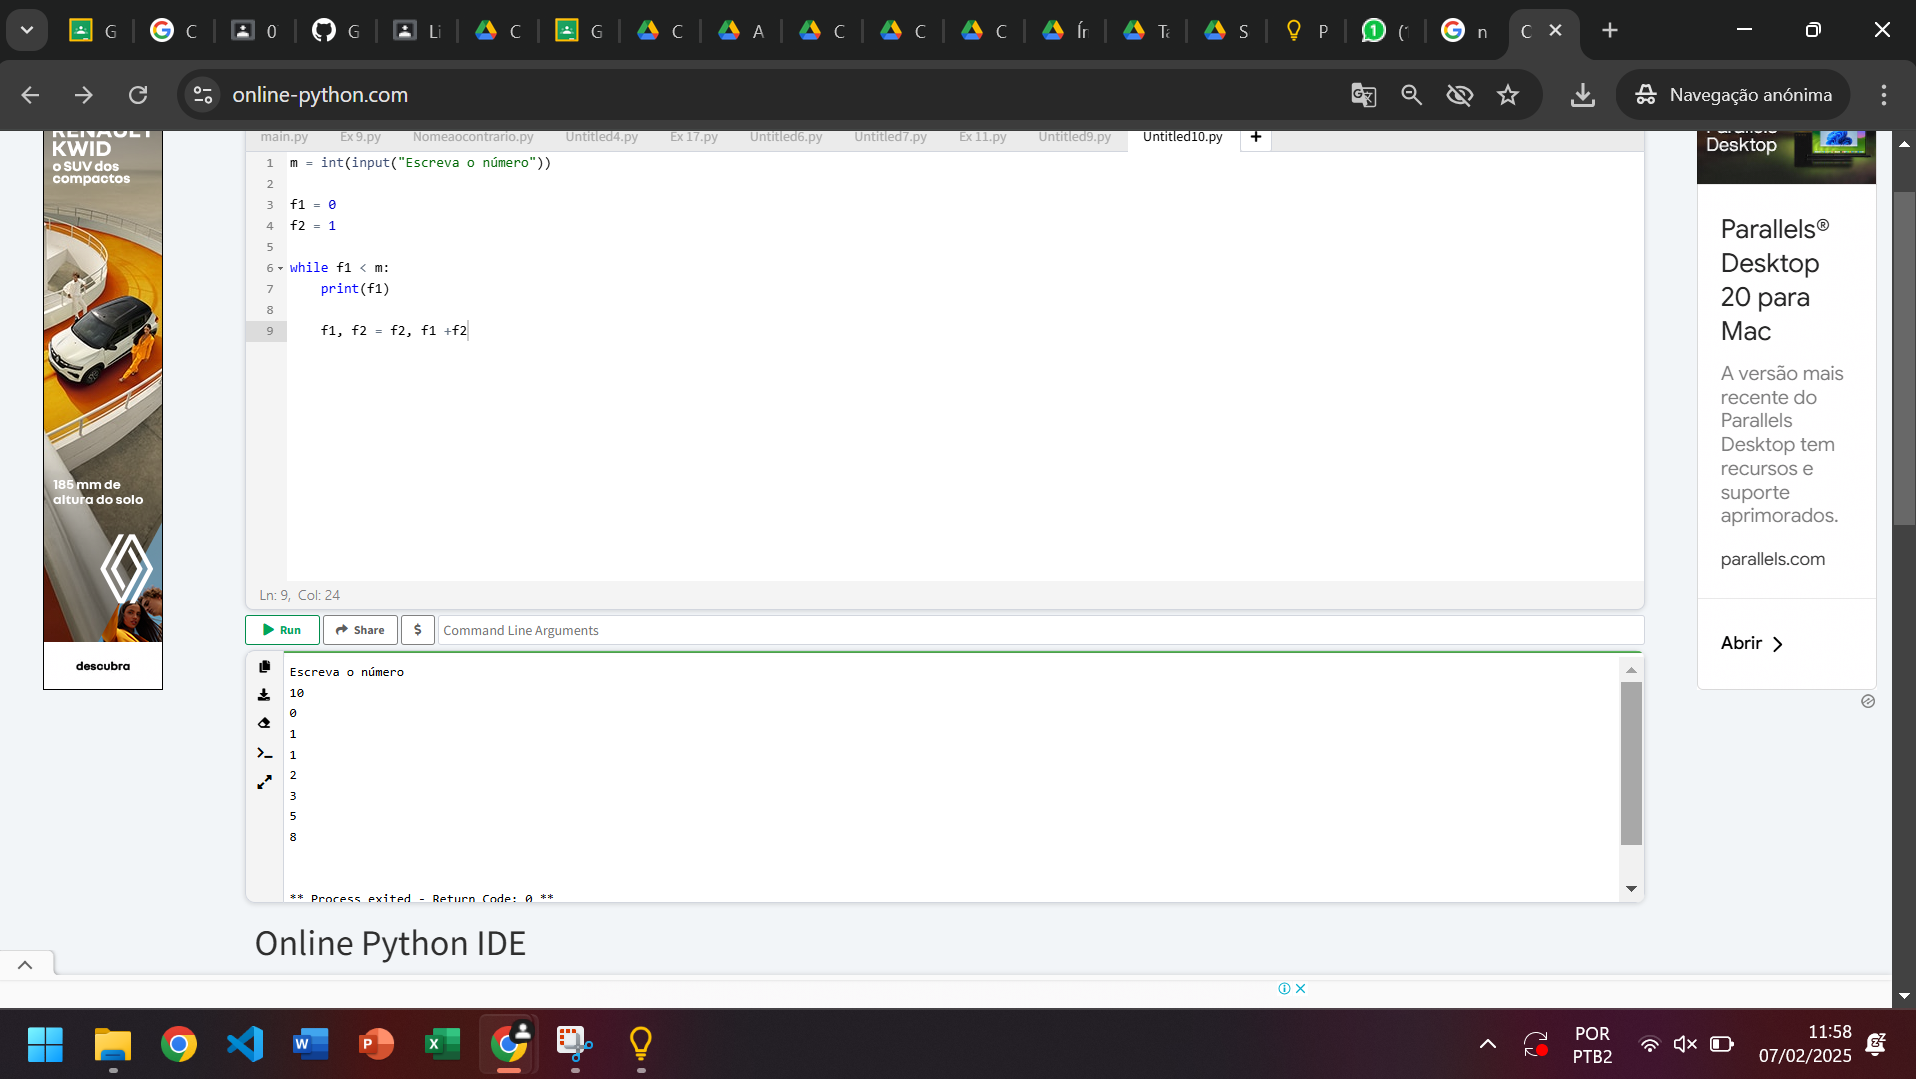 G
C
0
G
Li
C
G
C
A
C
C
C
Ín
Ta
S
P
(1
n
C
online-python.com
Navegação anónima
RENAULT
KWID
o SUV dos
compactos
185 mm de
altura do solo
descubra
main.py Ex 9.py Nomeaocontrario.py Untitled4.py Ex 17.py Untitled6.py Untitled7.py Ex 11.py Untitled9.py Untitled10.py +
1 m = int(input("Escreva o número"))
2
3 f1 = 0
4 f2 = 1
5
6 while f1 < m:
7 print(f1)
8
9 f1, f2 = f2, f1 +f2
Ln: 9, Col: 24
Run Share $ Command Line Arguments
Escreva o número
10
0
1
1
2
3
5
8
** Process exited - Return Code: 0 **
Online Python IDE
Parallels
Desktop
Parallels®
Desktop
20 para
Mac
A versão mais
recente do
Parallels
Desktop tem
recursos e
suporte
aprimorados.
parallels.com
Abrir
POR
PTB2
11:58
07/02/2025